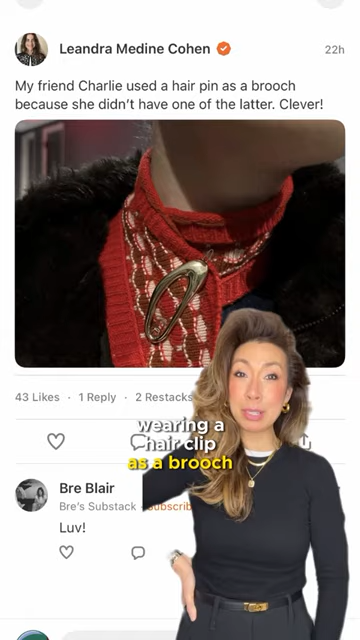 Leandra Medine Cohen
22h
My friend Charlie used a hair pin as a brooch
because she didn't have one of the latter. Clever!
43 Likes · 1 Reply · 2 Restacks
wearing a
hair clip
as a brooch
Bre Blair
Bre's Substack
Luv!